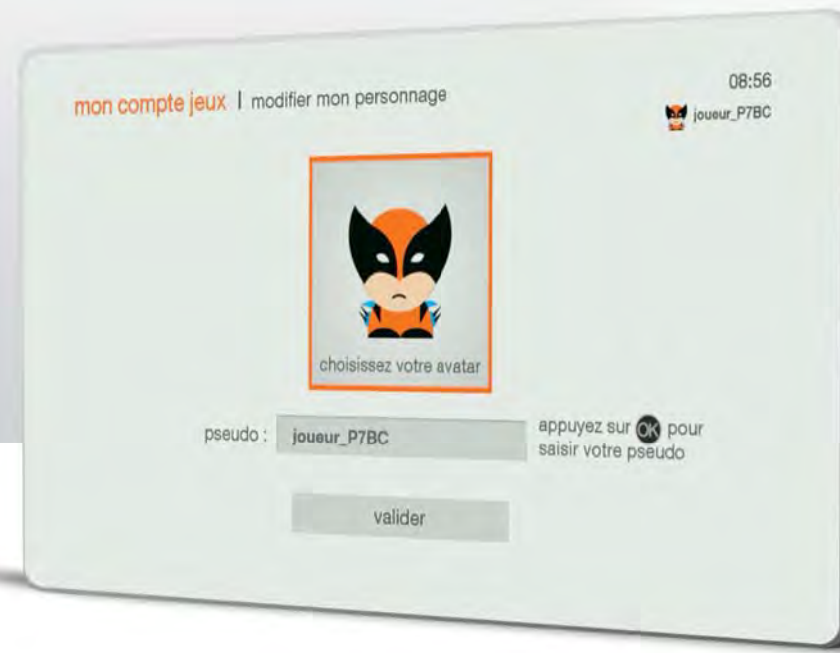 mon compte jeux | modifier mon personnage
08:56
joueur_P7BC
choisissez votre avatar
pseudo :
joueur_P7BC
appuyez sur OK pour
saisir votre pseudo
valider